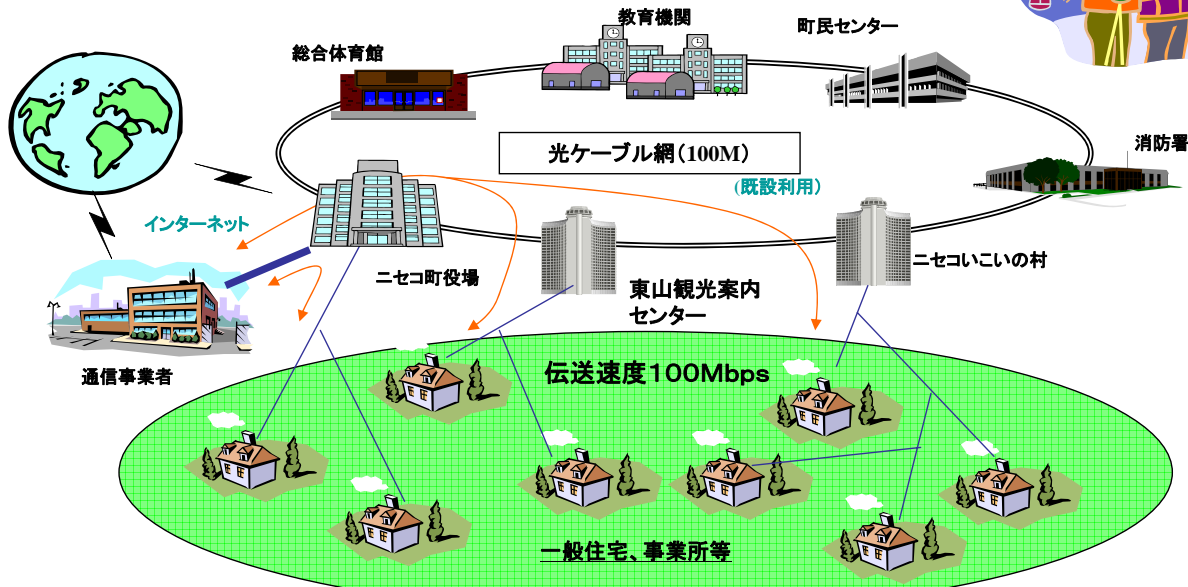 教育機関
町民センター
総合体育館
消防署
光ケーブル網(100M)
(既設利用)
インターネット
ニセコ町役場
ニセコいこいの村
東山観光案内
センター
通信事業者
伝送速度100Mbps
一般住宅、事業所等